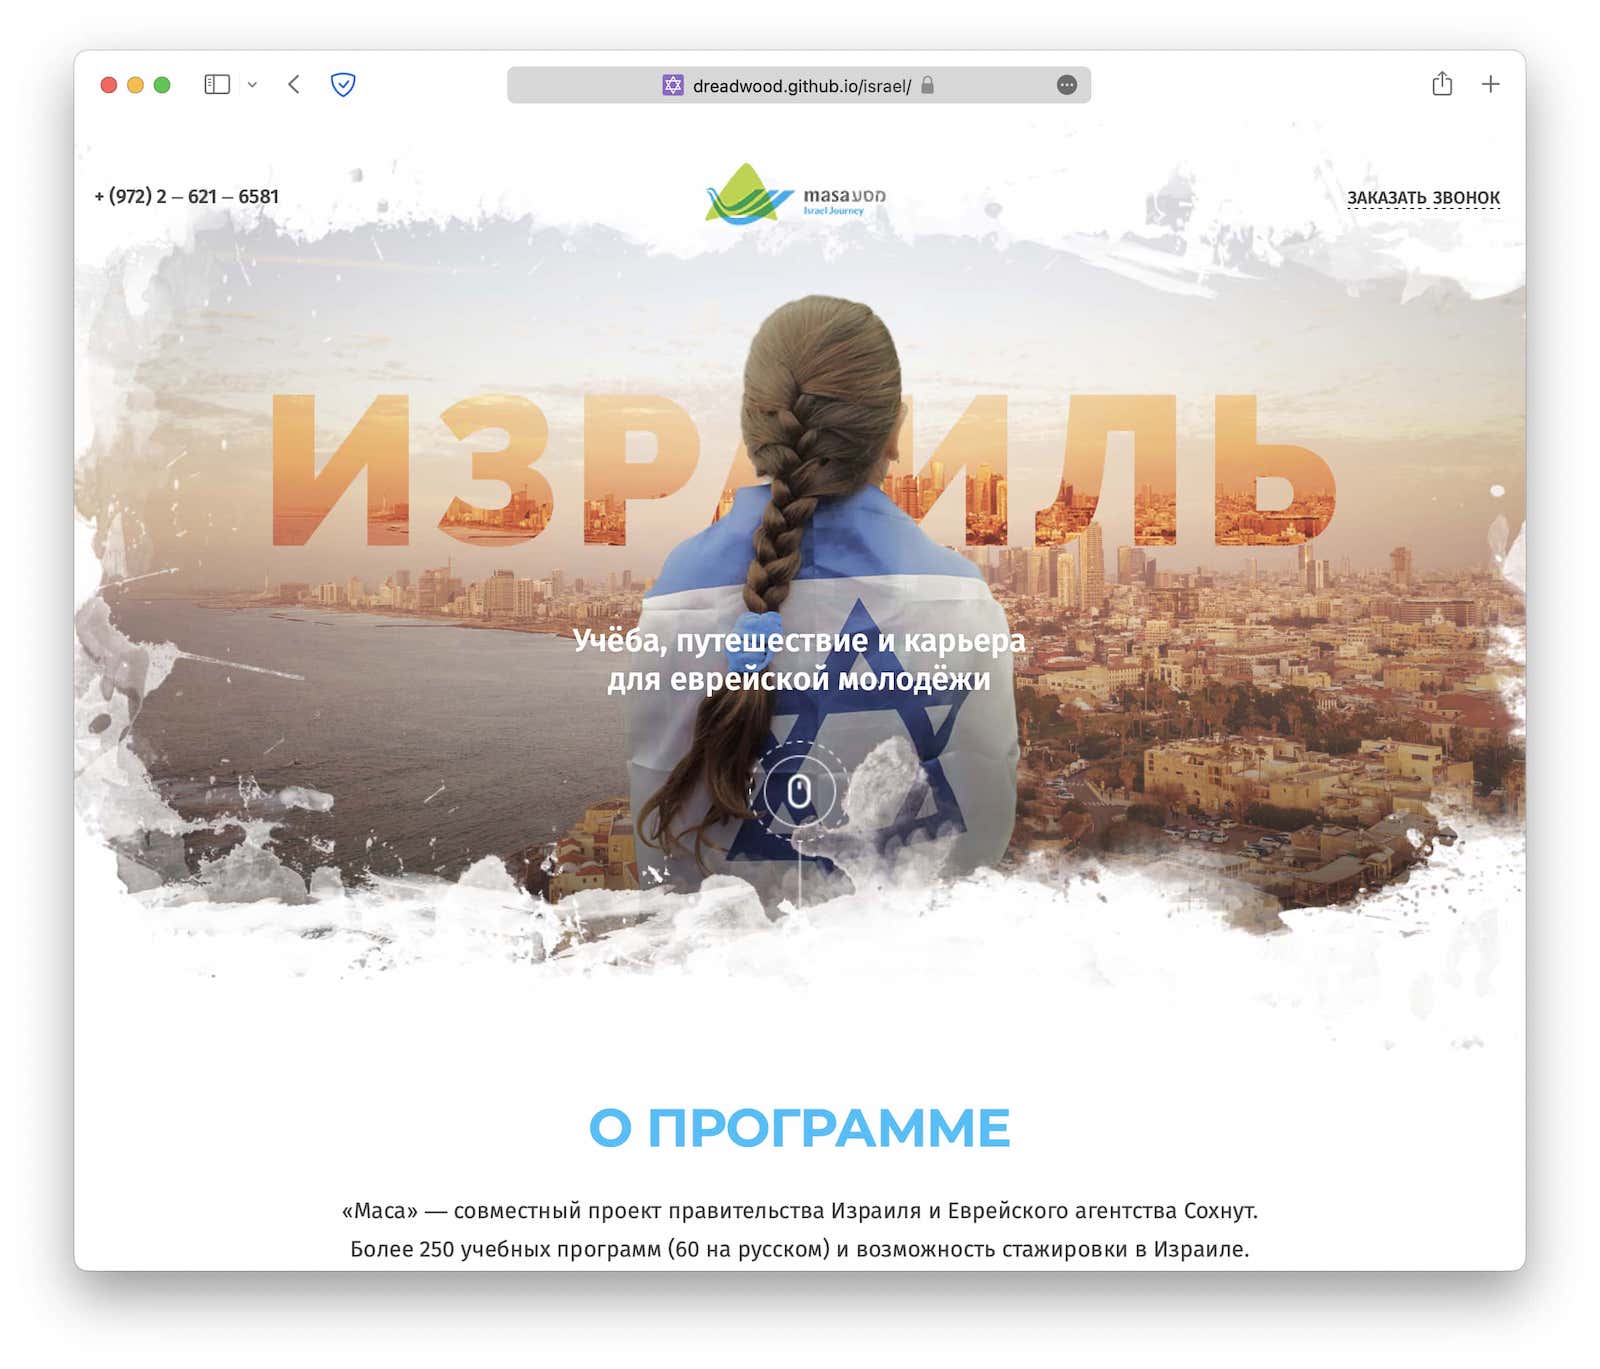 dreadwood.github.io/israel/
+ (972) 2 – 621 – 6581
masaמסע
Israel Journey
ЗАКАЗАТЬ ЗВОНОК
ИЗРАИЛЬ
Учёба, путешествие и карьера
для еврейской молодёжи
О ПРОГРАММЕ
«Маса» — совместный проект правительства Израиля и Еврейского агентства Сохнут.
Более 250 учебных программ (60 на русском) и возможность стажировки в Израиле.